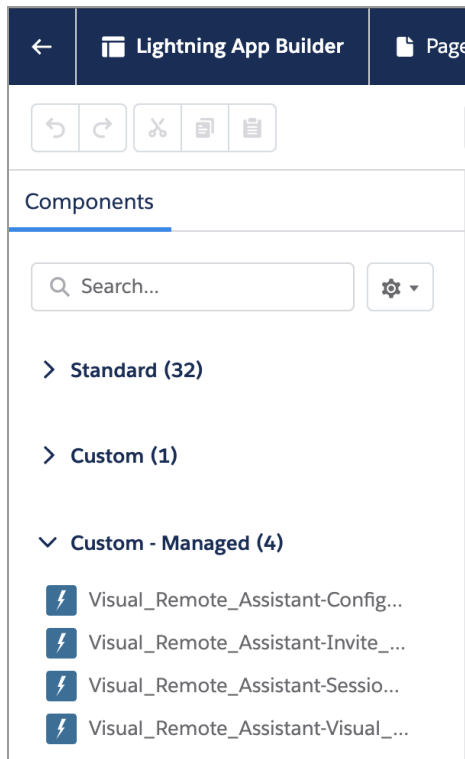 Lightning App Builder
Page
Components
Search...
Standard (32)
Custom (1)
Custom - Managed (4)
Visual_Remote_Assistant-Config...
Visual_Remote_Assistant-Invite_...
Visual_Remote_Assistant-Sessio...
Visual_Remote_Assistant-Visual_...